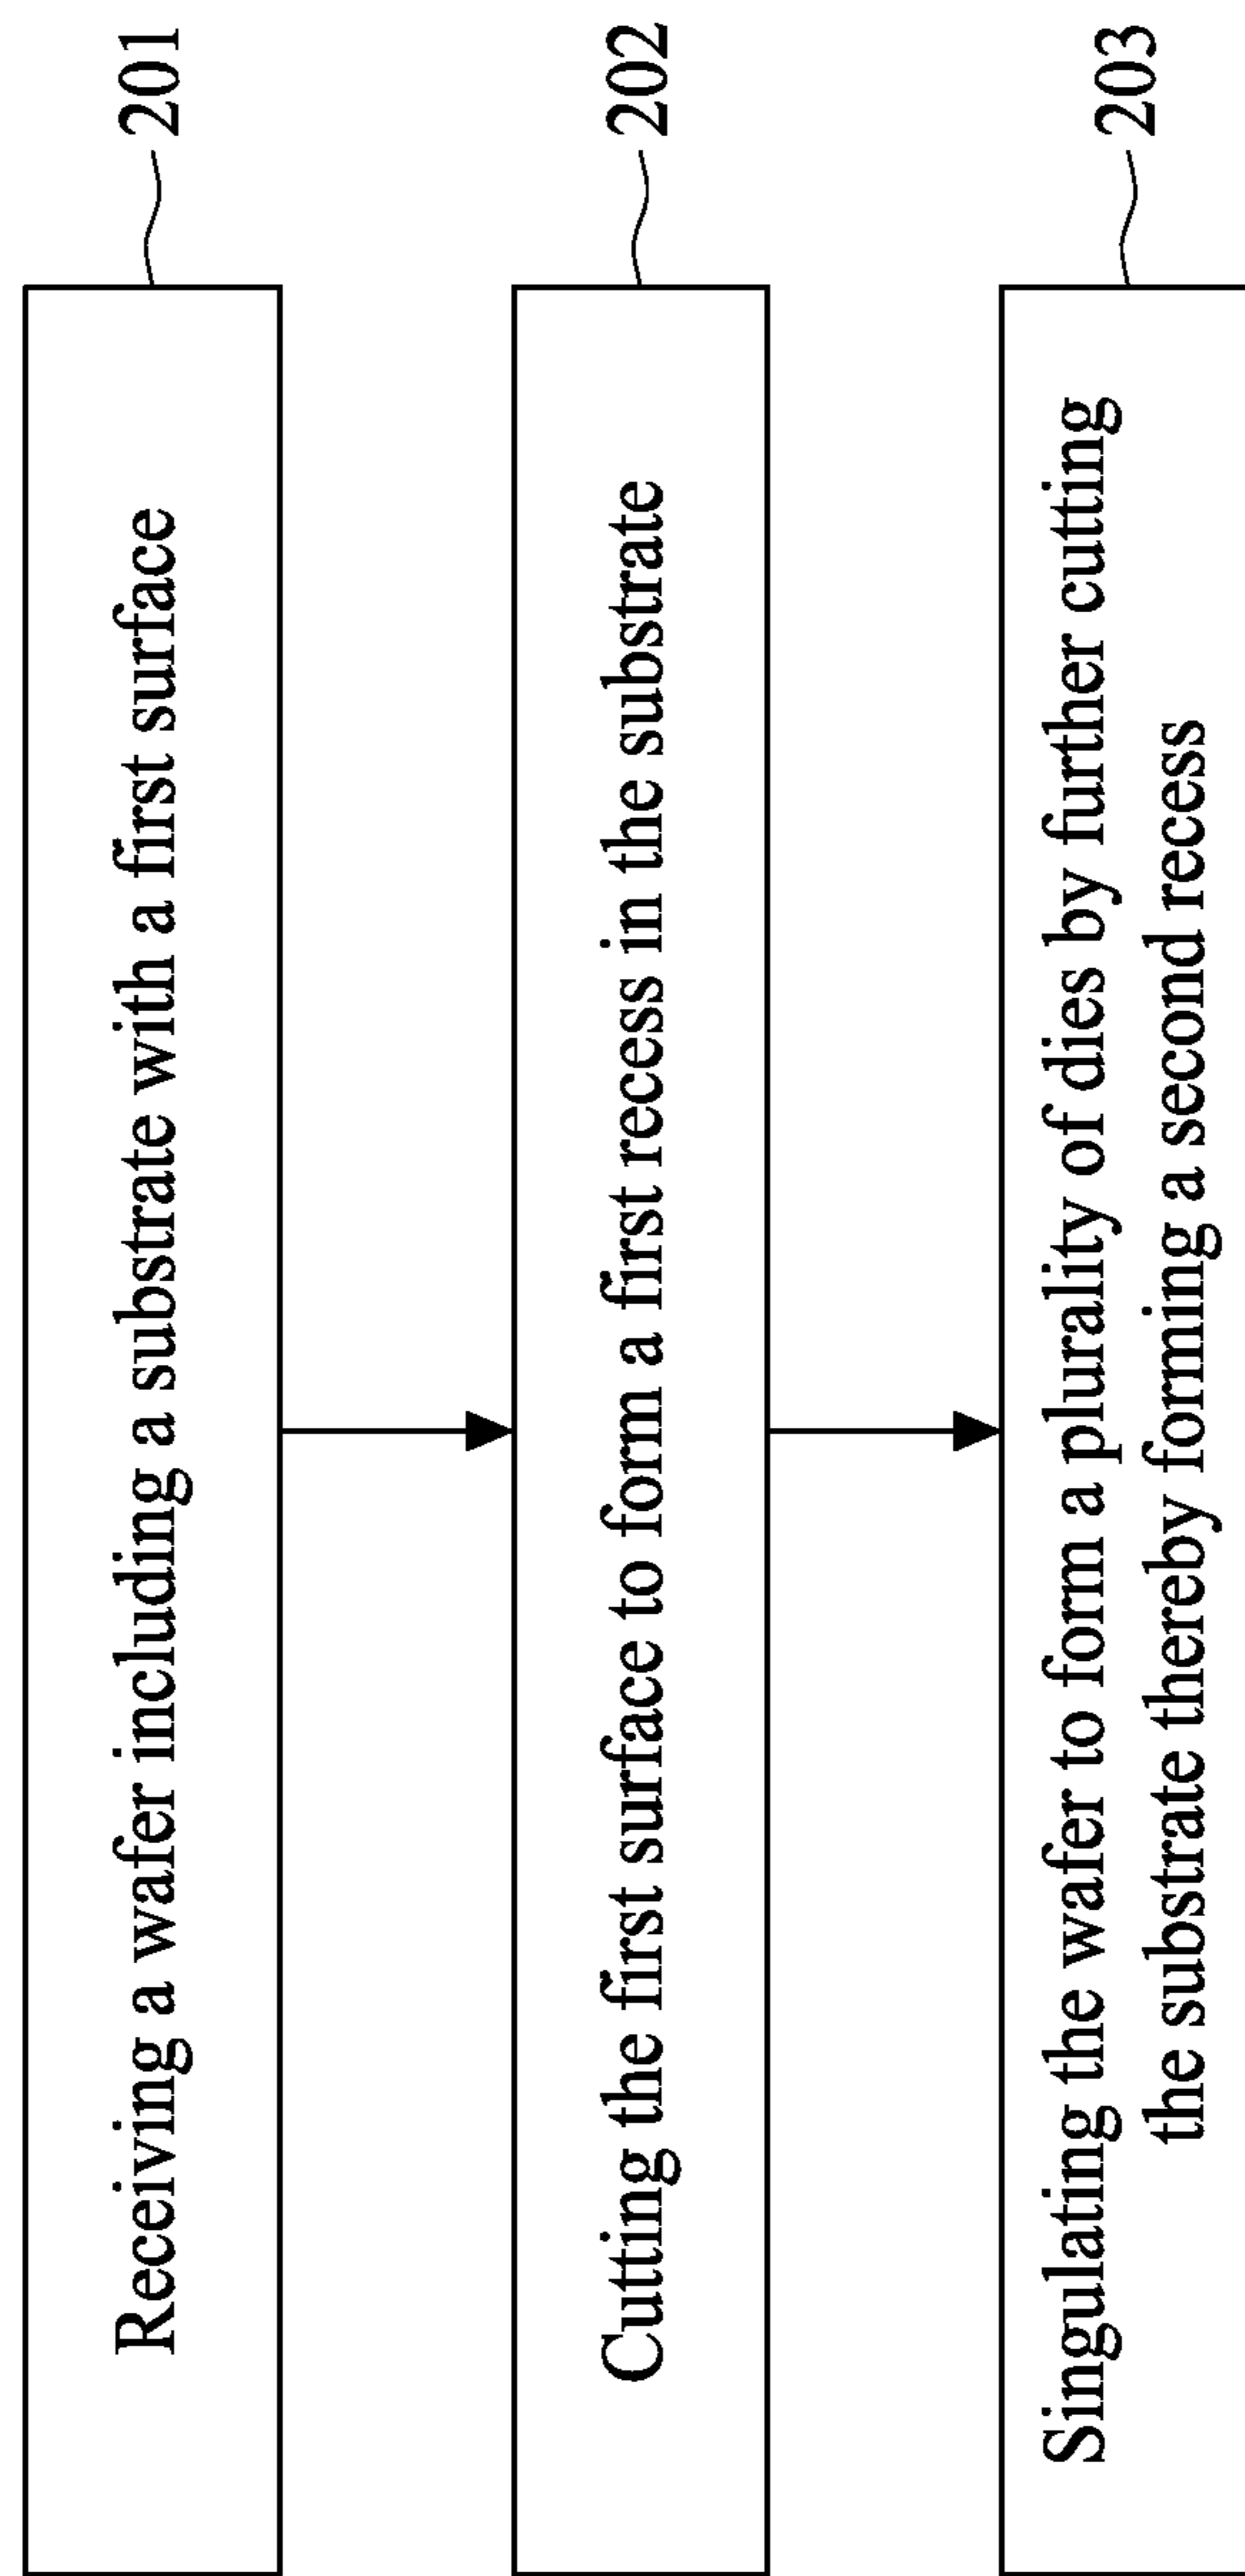 Receiving a wafer including a substrate with a first surface
201
Cutting the first surface to form a first recess in the substrate
202
Singulating the wafer to form a plurality of dies by further cutting
the substrate thereby forming a second recess
203